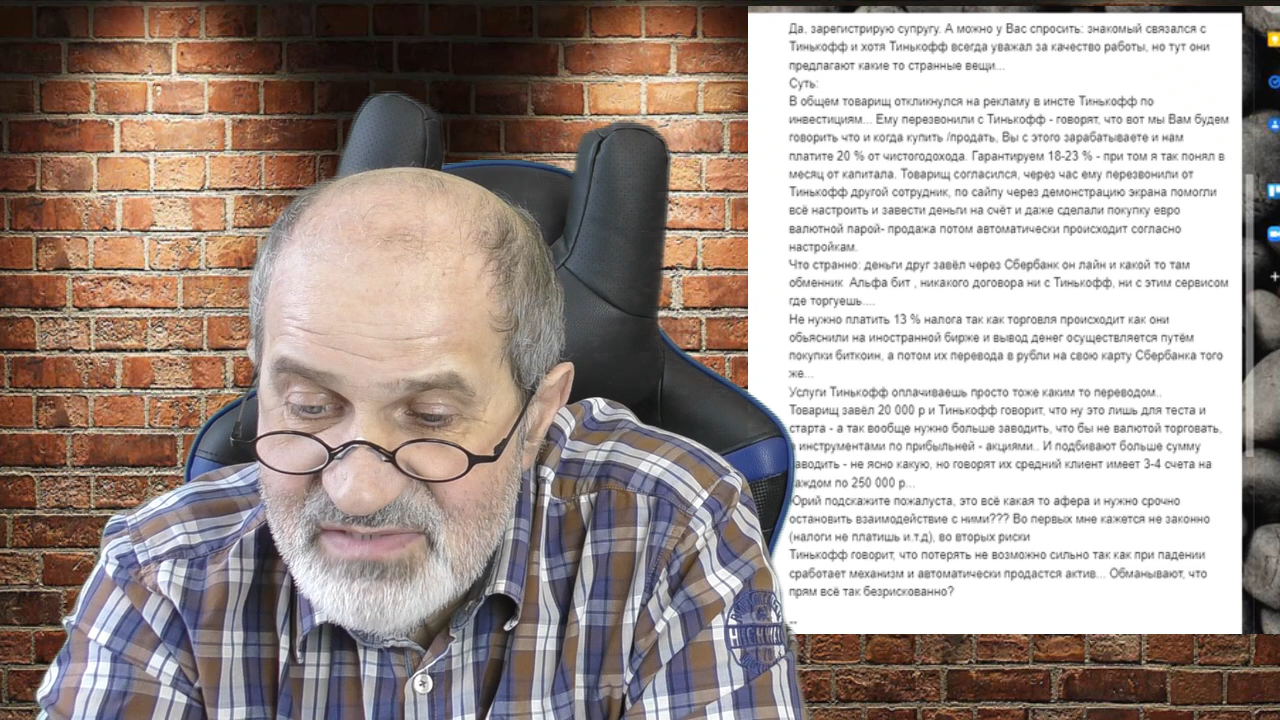 Да, зарегистрирую супругу. А можно у Вас спросить: знакомый связался с
Тинькофф и хотя Тинькофф всегда уважал за качество работы, но тут они
предлагают какие то странные вещи...
Суть:
В общем товарищ откликнулся на рекламу в инсте Тинькофф по
инвестициям... Ему перезвонили с Тинькофф - говорят, что вот мы Вам будем
говорить что и когда купить /продать, Вы с этого зарабатываете и нам
платите 20 % от чистогодохода. Гарантируем 18-23 % - при том я так понял в
месяц от капитала. Товарищ согласился, через час ему перезвонили от
Тинькофф другой сотрудник, по сайпу через демонстрацию экрана помогли
всё настроить и завести деньги на счёт и даже сделали покупку евро
валютной парой- продажа потом автоматически происходит согласно
настройкам.
Что странно: деньги друг завёл через Сбербанк он лайн и какой то там
обменник Альфа бит , никакого договора ни с Тинькофф, ни с этим сервисом
где торгуешь....
Не нужно платить 13 % налога так как торговля происходит как они
обьяснили на иностранной бирже и вывод денег осуществляется путём
покупки биткоин, а потом их перевода в рубли на свою карту Сбербанка того
же...
Услуги Тинькофф оплачиваешь просто тоже каким то переводом..
Товарищ завёл 20 000 р и Тинькофф говорит, что ну это лишь для теста и
старта - а так вообще нужно больше заводить, что бы не валютой торговать,
инструментами по прибыльней - акциями.. И подбивают больше сумму
заводить - не ясно какую, но говорят их средний клиент имеет 3-4 счета на
каждом по 250 000 р...
Юрий подскажите пожалуста, это всё какая то афера и нужно срочно
остановить взаимодействие с ними??? Во первых мне кажется не законно
(налоги не платишь и.т.д), во вторых риски
Тинькофф говорит, что потерять не возможно сильно так как при падении
сработает механизм и автоматически продастся актив... Обманывают, что
прям всё так безрискованно?
--